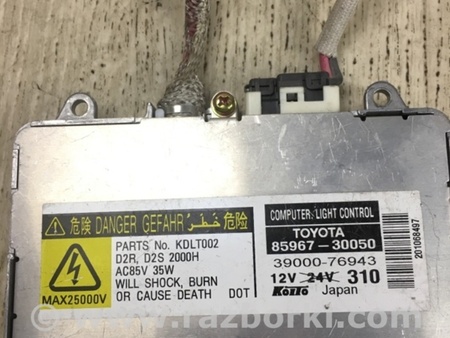 ⚠ 危険 DANGER GEFAHR خَطَر 危险
PARTS No. KDLT002
D2R, D2S 2000H
AC85V 35W
WILL SHOCK, BURN
OR CAUSE DEATH DOT
MAX25000V
COMPUTER: LIGHT CONTROL
TOYOTA
85967-30050
39000-76943
12V 24V 310
KOITO Japan
201068497
www.razborki.com